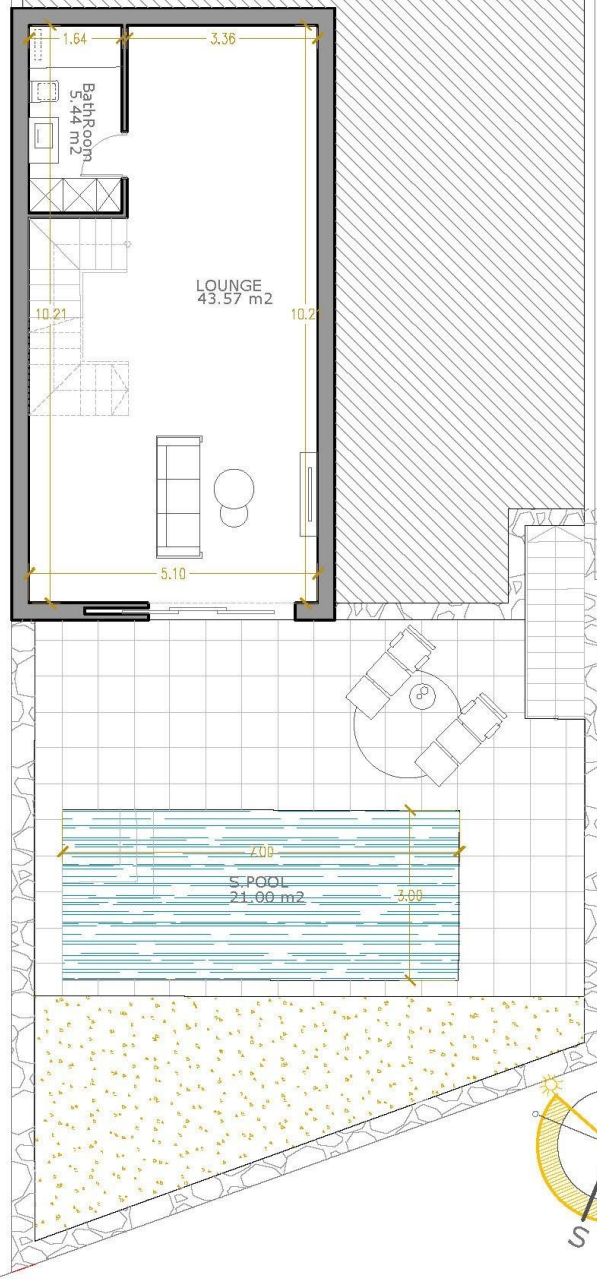 1.64
3.36
BathRoom
5.44 m2
LOUNGE
43.57 m2
10.21
10.21
5.10
7.00
S.POOL
21.00 m2
3.00
S